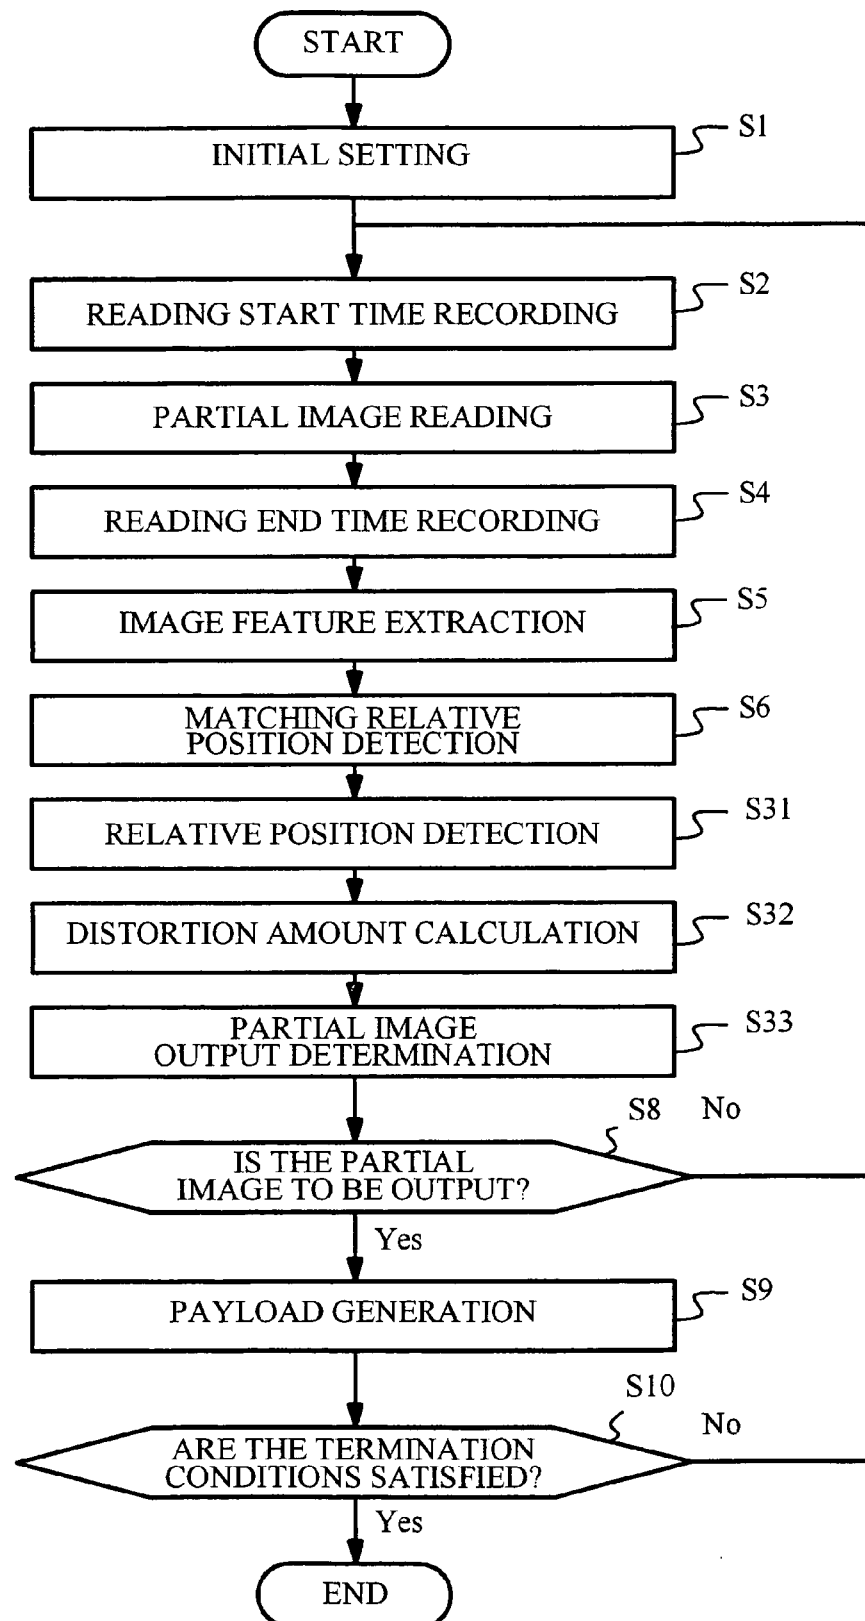 START
S1
INITIAL SETTING
S2
READING START TIME RECORDING
S3
PARTIAL IMAGE READING
S4
READING END TIME RECORDING
S5
IMAGE FEATURE EXTRACTION
S6
MATCHING RELATIVE
POSITION DETECTION
S31
RELATIVE POSITION DETECTION
S32
DISTORTION AMOUNT CALCULATION
S33
PARTIAL IMAGE
OUTPUT DETERMINATION
S8 No
IS THE PARTIAL
IMAGE TO BE OUTPUT?
Yes
S9
PAYLOAD GENERATION
S10
No
ARE THE TERMINATION
CONDITIONS SATISFIED?
Yes
END